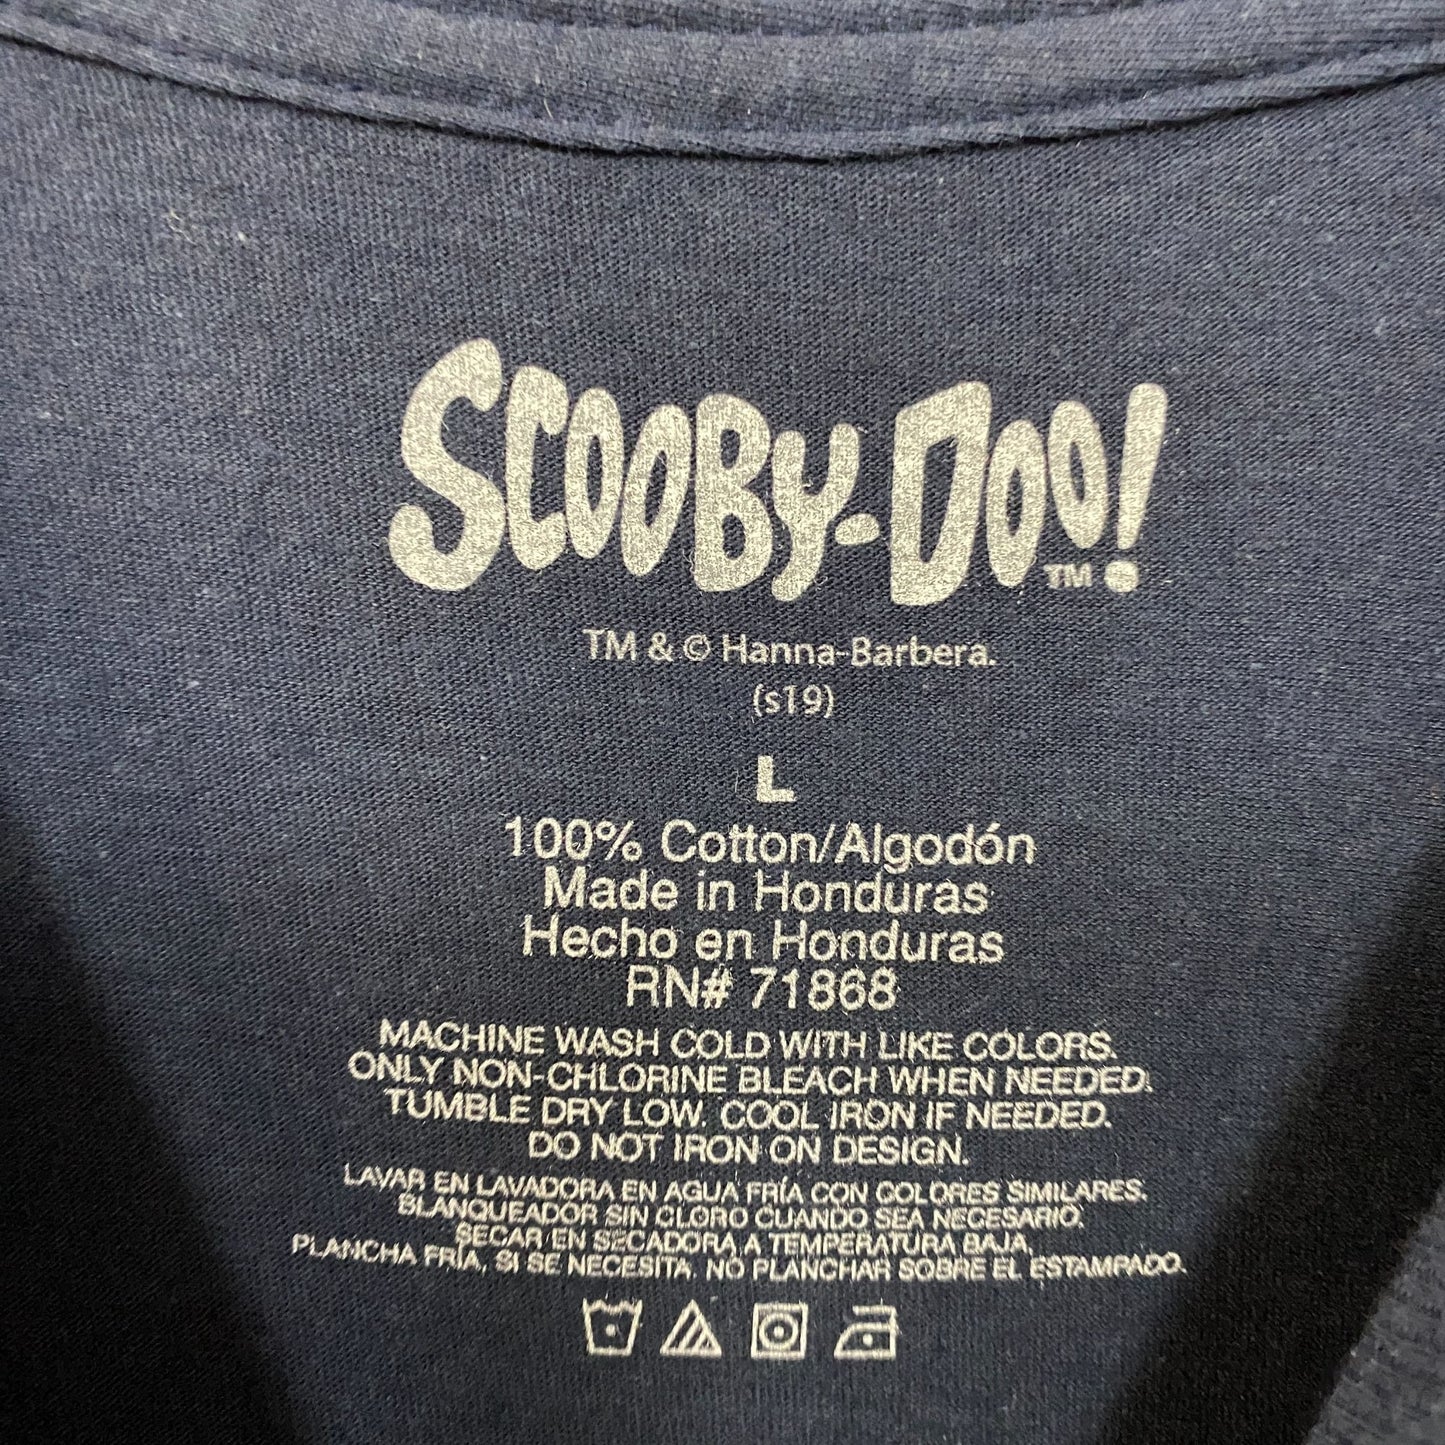 SCOOBY-DOO!
TM
TM & © Hanna-Barbera.
(s19)
L
100% Cotton/Algodón
Made in Honduras
Hecho en Honduras
RN# 71868
MACHINE WASH COLD WITH LIKE COLORS.
ONLY NON-CHLORINE BLEACH WHEN NEEDED.
TUMBLE DRY LOW. COOL IRON IF NEEDED.
DO NOT IRON ON DESIGN.
LAVAR EN LAVADORA EN AGUA FRÍA CON COLORES SIMILARES.
BLANQUEADOR SIN CLORO CUANDO SEA NECESARIO.
SECAR EN SECADORA A TEMPERATURA BAJA.
PLANCHA FRÍA, SI SE NECESITA. NO PLANCHAR SOBRE EL ESTAMPADO.